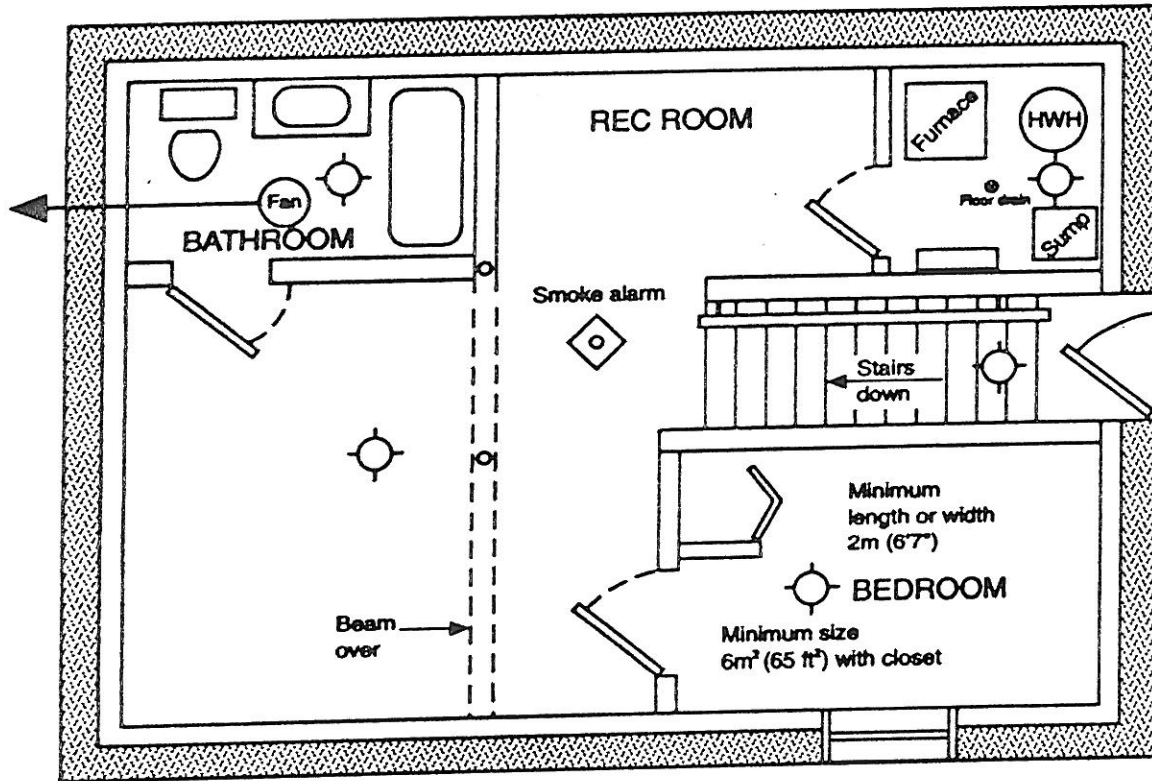 REC ROOM
Furnace
HWH
Fan
Floor drain
Sump
BATHROOM
Smoke alarm
Stairs
down
Minimum
length or width
2m (6'7")
BEDROOM
Beam
over
Minimum size
6m² (65 ft²) with closet